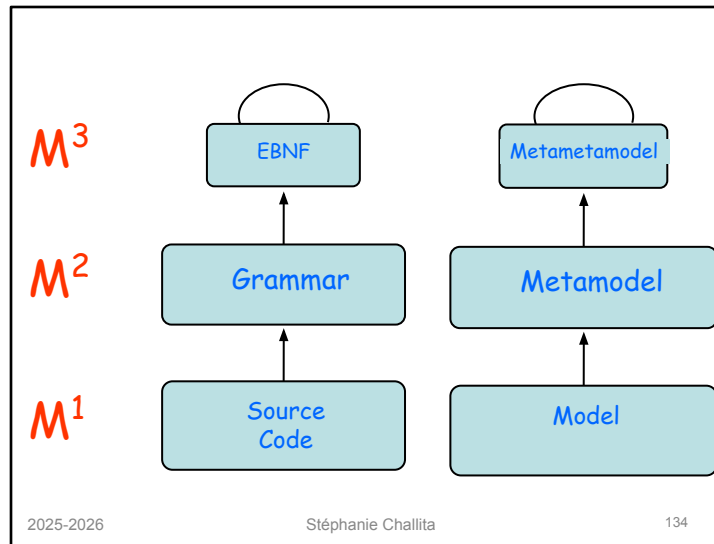 M3
EBNF
Metametamodel
M2
Grammar
Metamodel
M1
Source
Code
Model
2025-2026
Stéphanie Challita
134